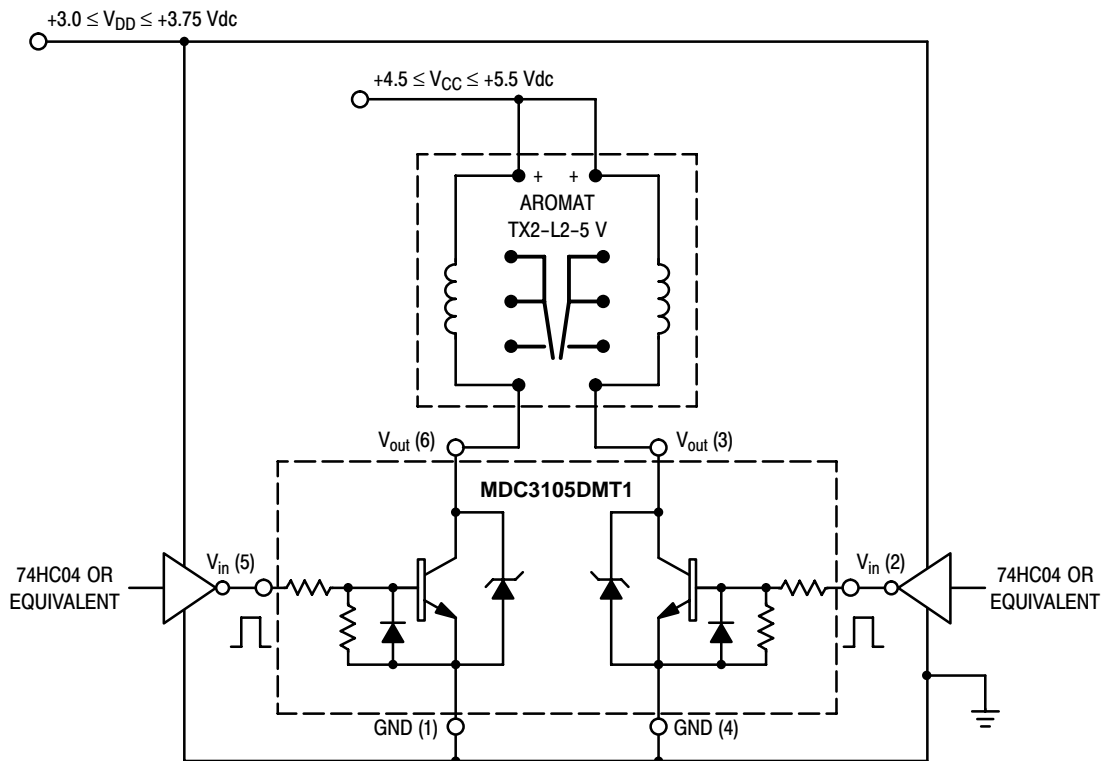 +3.0 ≤ VDD ≤ +3.75 Vdc
+4.5 ≤ VCC ≤ +5.5 Vdc
+ +
AROMAT
TX2-L2-5 V
Vout (6)
Vout (3)
MDC3105DMT1
74HC04 OR
EQUIVALENT
Vin (5)
Vin (2)
74HC04 OR
EQUIVALENT
GND (1)
GND (4)